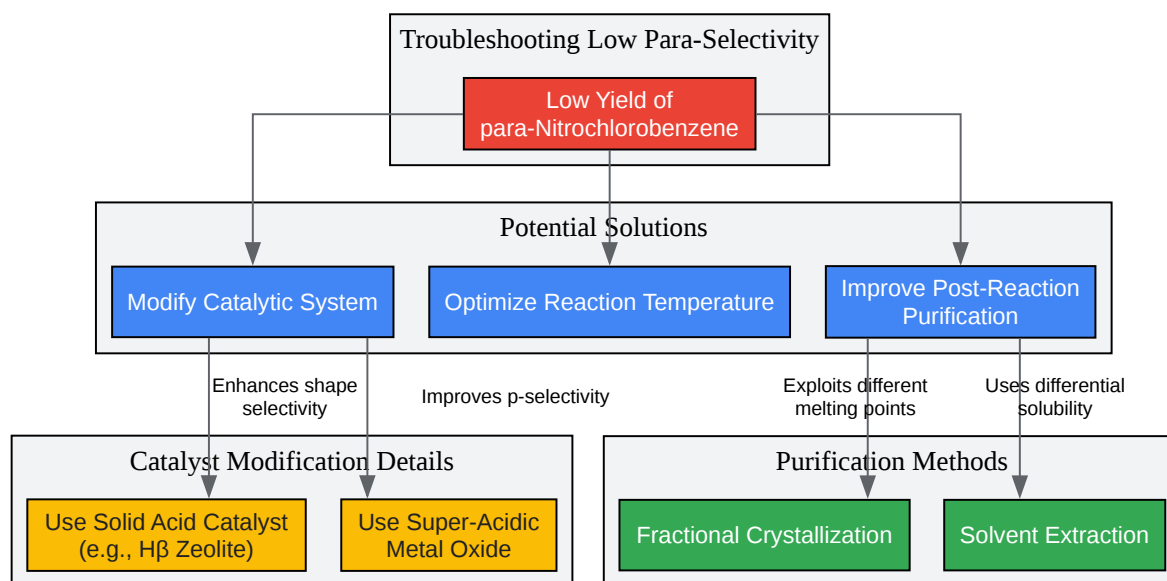 Troubleshooting Low Para-Selectivity
Low Yield of
para-Nitrochlorobenzene
Potential Solutions
Modify Catalytic System
Optimize Reaction Temperature
Improve Post-Reaction
Purification
Enhances shape
selectivity
Improves p-selectivity
Exploits different
melting points
Uses differential
solubility
Catalyst Modification Details
Use Solid Acid Catalyst
(e.g., Hβ Zeolite)
Use Super-Acidic
Metal Oxide
Purification Methods
Fractional Crystallization
Solvent Extraction